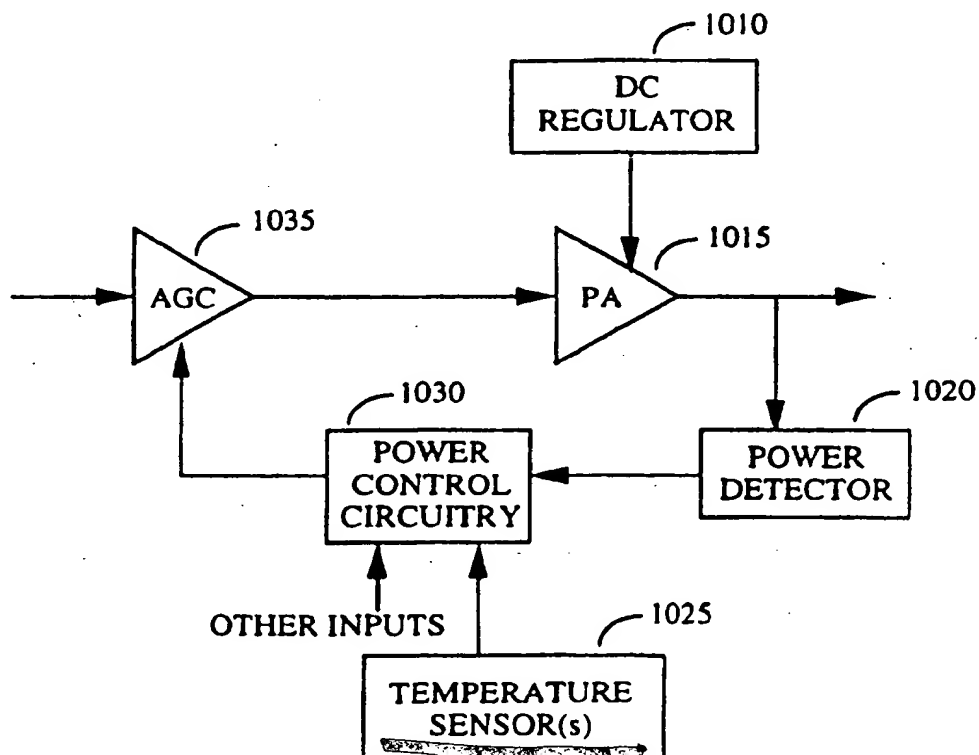 1010
DC
REGULATOR
1035
1015
AGC
PA
1030
1020
POWER
CONTROL
CIRCUITRY
POWER
DETECTOR
OTHER INPUTS
1025
TEMPERATURE
SENSOR(s)